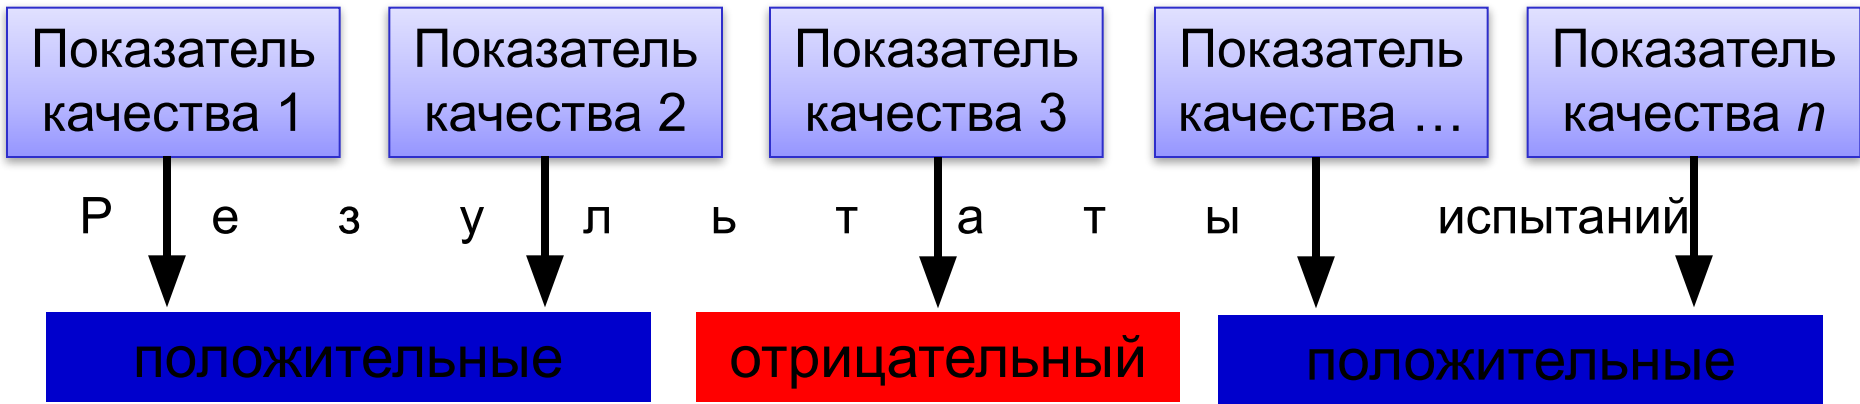 Показатель
качества 1
Показатель
качества 2
Показатель
качества 3
Показатель
качества …
Показатель
качества n
Р е з у л ь т а т ы испытаний
положительные
отрицательный
положительные